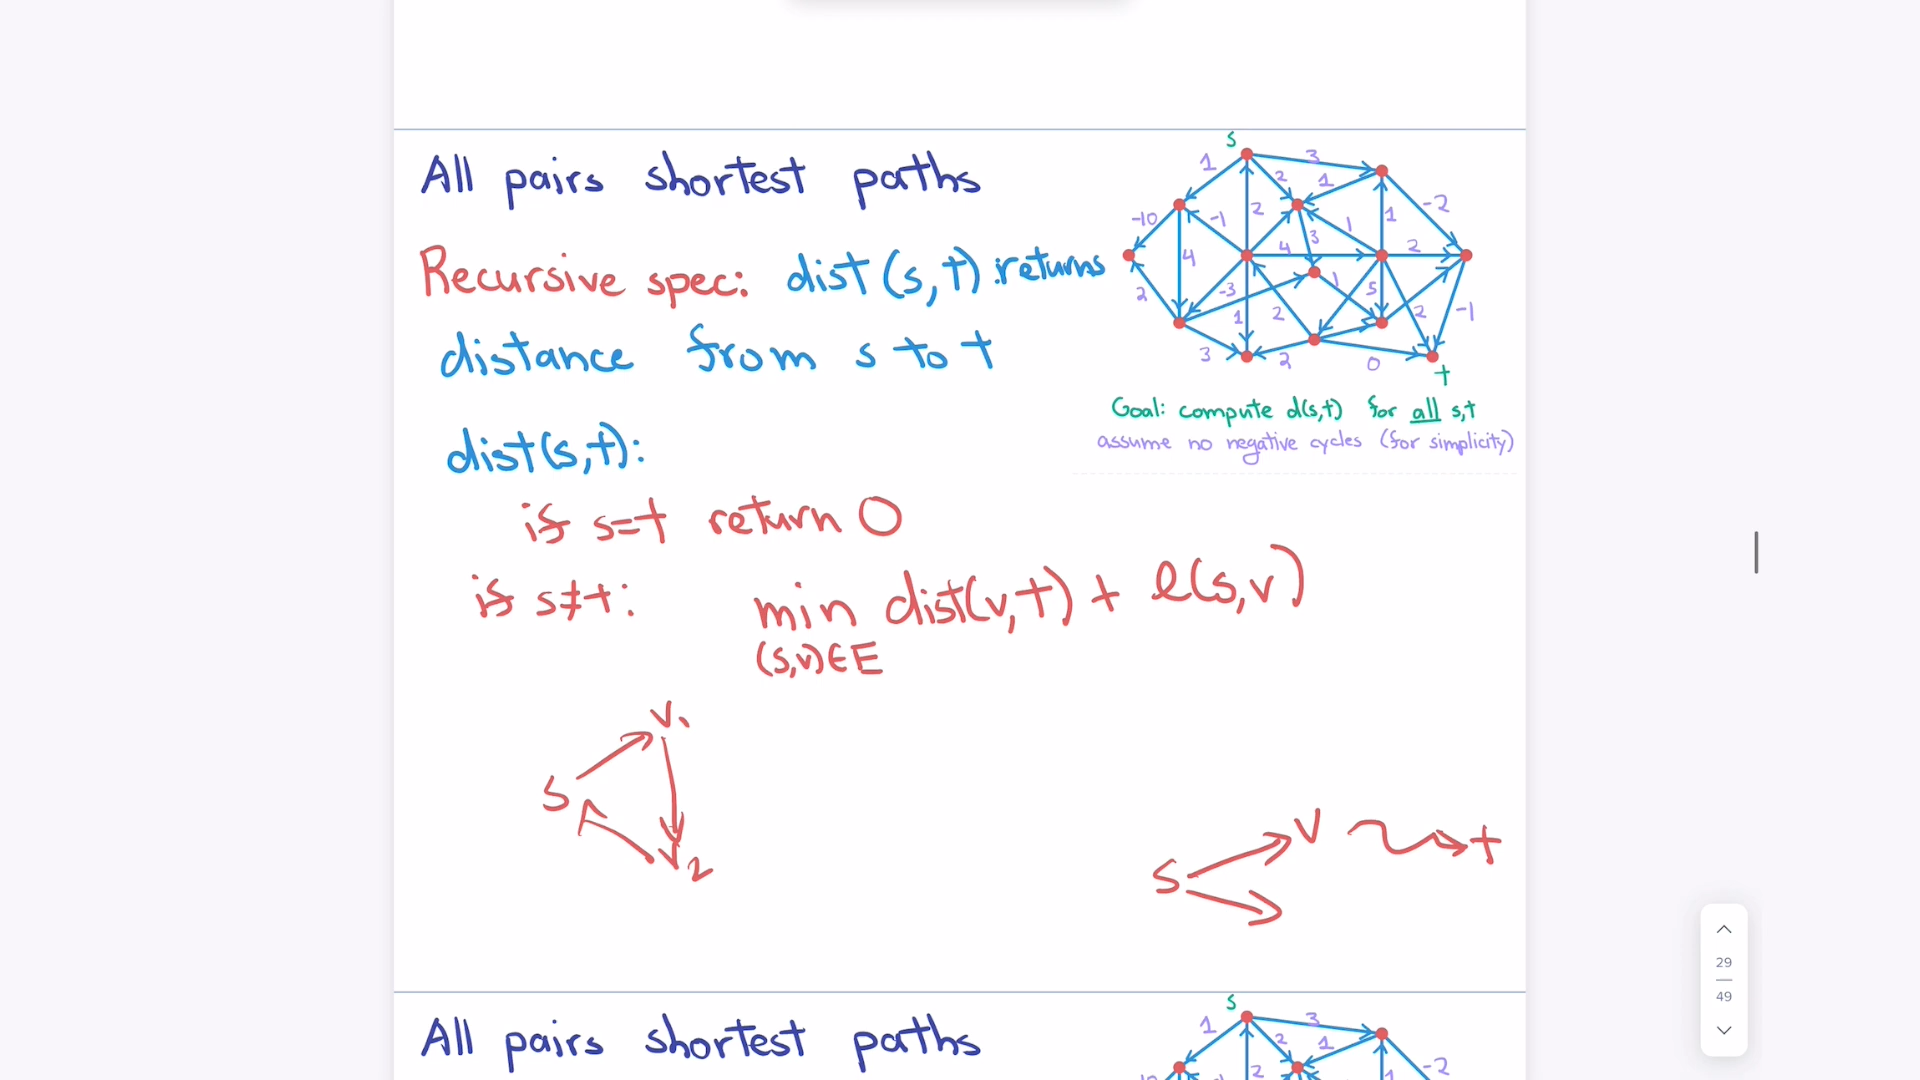 All pairs shortest paths
Recursive spec: dist(s,t): returns
distance from s to t
dist(s,t):
if s=t return 0
if s≠t: min dist(v,t) + l(s,v)
(s,v)∈E
s v1
v2
s v t
s
1 3
2 1
-10 -1 2 -2
1 1
4 4 3 2
2 -3 1 5
1 2 2 -1
3 2 0
t
Goal: compute d(s,t) for all s,t
assume no negative cycles (for simplicity)
29
49
All pairs shortest paths
s
1 3
2 1
2 1 -2